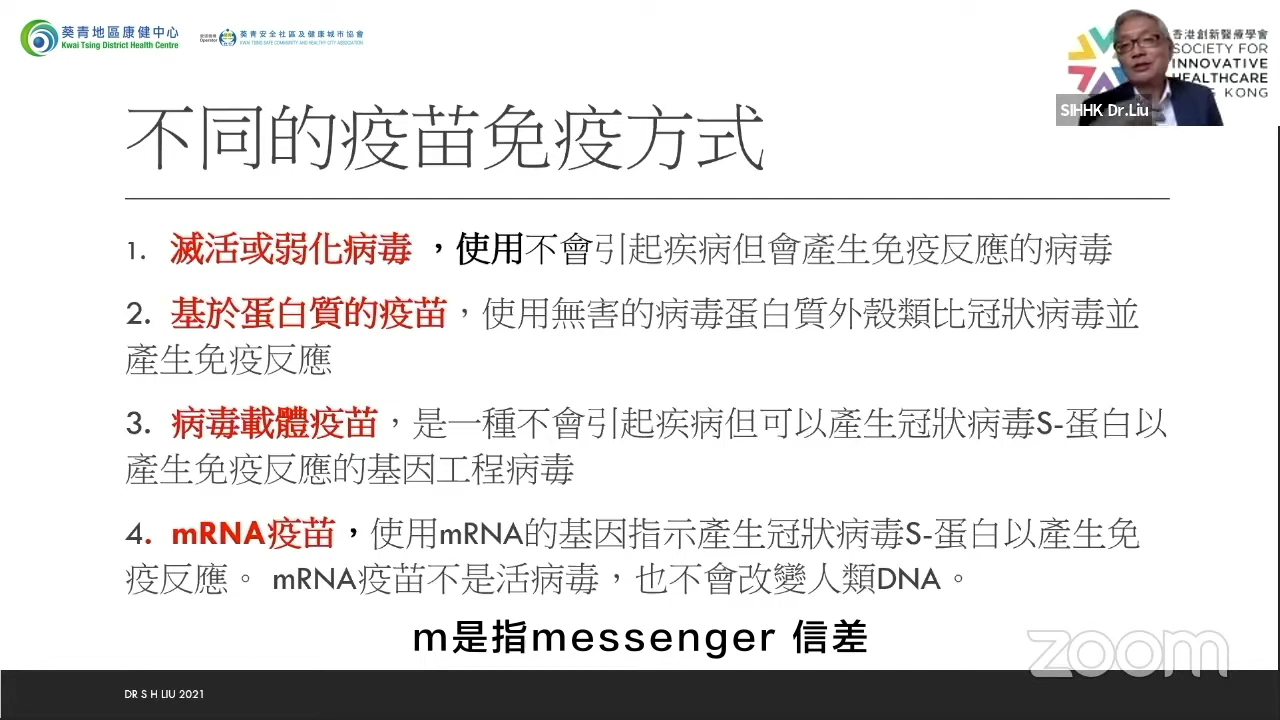 葵青地區康健中心
Kwai Tsing District Health Centre
Operator
葵青安全社區及健康城市協會
KWAI TSING SAFE COMMUNITY AND HEALTHY CITY ASSOCIATION
香港創新醫療學會
SOCIETY FOR
INNOVATIVE
HEALTHCARE
KONG
SIHHK Dr.Liu
不同的疫苗免疫方式
1. 滅活或弱化病毒，使用不會引起疾病但會產生免疫反應的病毒
2. 基於蛋白質的疫苗，使用無害的病毒蛋白質外殼類比冠狀病毒並
產生免疫反應
3. 病毒載體疫苗，是一種不會引起疾病但可以產生冠狀病毒S-蛋白以
產生免疫反應的基因工程病毒
4. mRNA疫苗，使用mRNA的基因指示產生冠狀病毒S-蛋白以產生免
疫反應。 mRNA疫苗不是活病毒，也不會改變人類DNA。
m是指messenger 信差
zoom
DR S H LIU 2021